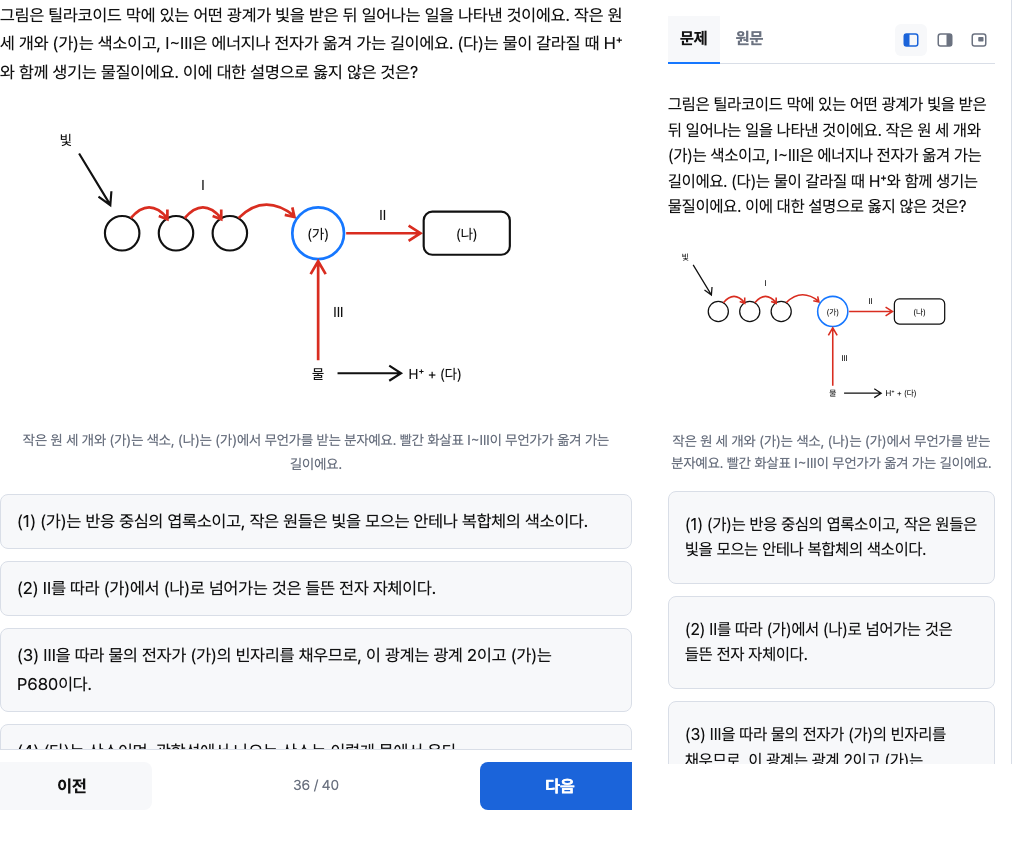 그림은 틸라코이드 막에 있는 어떤 광계가 빛을 받은 뒤 일어나는 일을 나타낸 것이에요. 작은 원
세 개와 (가)는 색소이고, I~III은 에너지나 전자가 옮겨 가는 길이에요. (다)는 물이 갈라질 때 H⁺
와 함께 생기는 물질이에요. 이에 대한 설명으로 옳지 않은 것은?
빛
I
(가)
II
(나)
III
물
H⁺ + (다)
작은 원 세 개와 (가)는 색소, (나)는 (가)에서 무언가를 받는 분자예요. 빨간 화살표 I~III이 무언가가 옮겨 가는
길이에요.
(1) (가)는 반응 중심의 엽록소이고, 작은 원들은 빛을 모으는 안테나 복합체의 색소이다.
(2) II를 따라 (가)에서 (나)로 넘어가는 것은 들뜬 전자 자체이다.
(3) III을 따라 물의 전자가 (가)의 빈자리를 채우므로, 이 광계는 광계 2이고 (가)는
P680이다.
이전
36 / 40
다음
문제
원문
그림은 틸라코이드 막에 있는 어떤 광계가 빛을 받은
뒤 일어나는 일을 나타낸 것이에요. 작은 원 세 개와
(가)는 색소이고, I~III은 에너지나 전자가 옮겨 가는
길이에요. (다)는 물이 갈라질 때 H⁺와 함께 생기는
물질이에요. 이에 대한 설명으로 옳지 않은 것은?
빛
I
(가)
II
(나)
III
물
H⁺ + (다)
작은 원 세 개와 (가)는 색소, (나)는 (가)에서 무언가를 받는
분자예요. 빨간 화살표 I~III이 무언가가 옮겨 가는 길이에요.
(1) (가)는 반응 중심의 엽록소이고, 작은 원들은
빛을 모으는 안테나 복합체의 색소이다.
(2) II를 따라 (가)에서 (나)로 넘어가는 것은
들뜬 전자 자체이다.
(3) III을 따라 물의 전자가 (가)의 빈자리를
채우므로, 이 광계는 광계 2이고 (가)는